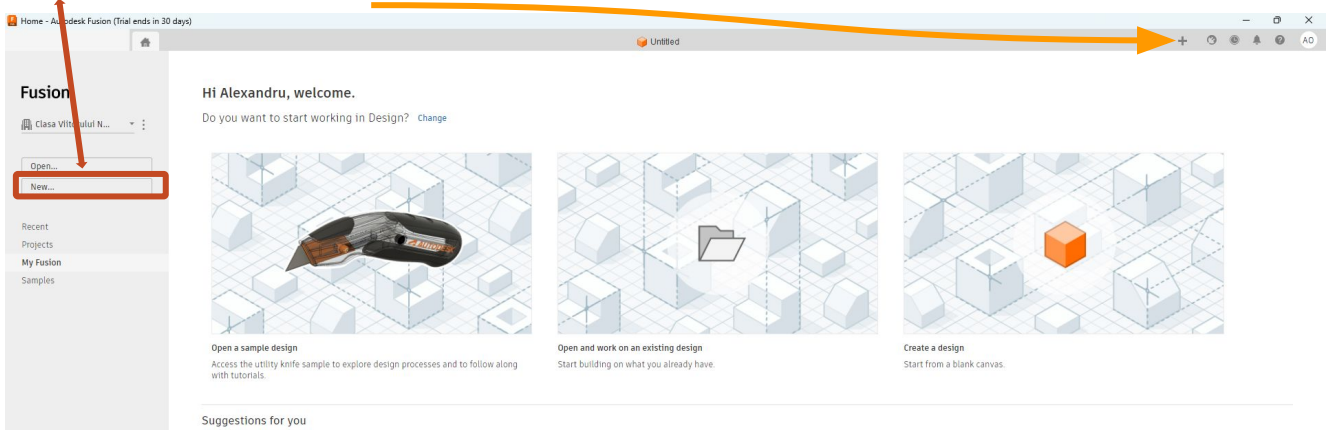 Home - Autodesk Fusion (Trial ends in 30 days)
Untitled
AO
Fusion
Hi Alexandru, welcome.
Clasa Viitorului N...
Do you want to start working in Design? Change
Open...
New...
Recent
Projects
My Fusion
Samples
Open a sample design
Access the utility knife sample to explore design processes and to follow along
with tutorials.
Open and work on an existing design
Start building on what you already have.
Create a design
Start from a blank canvas.
Suggestions for you